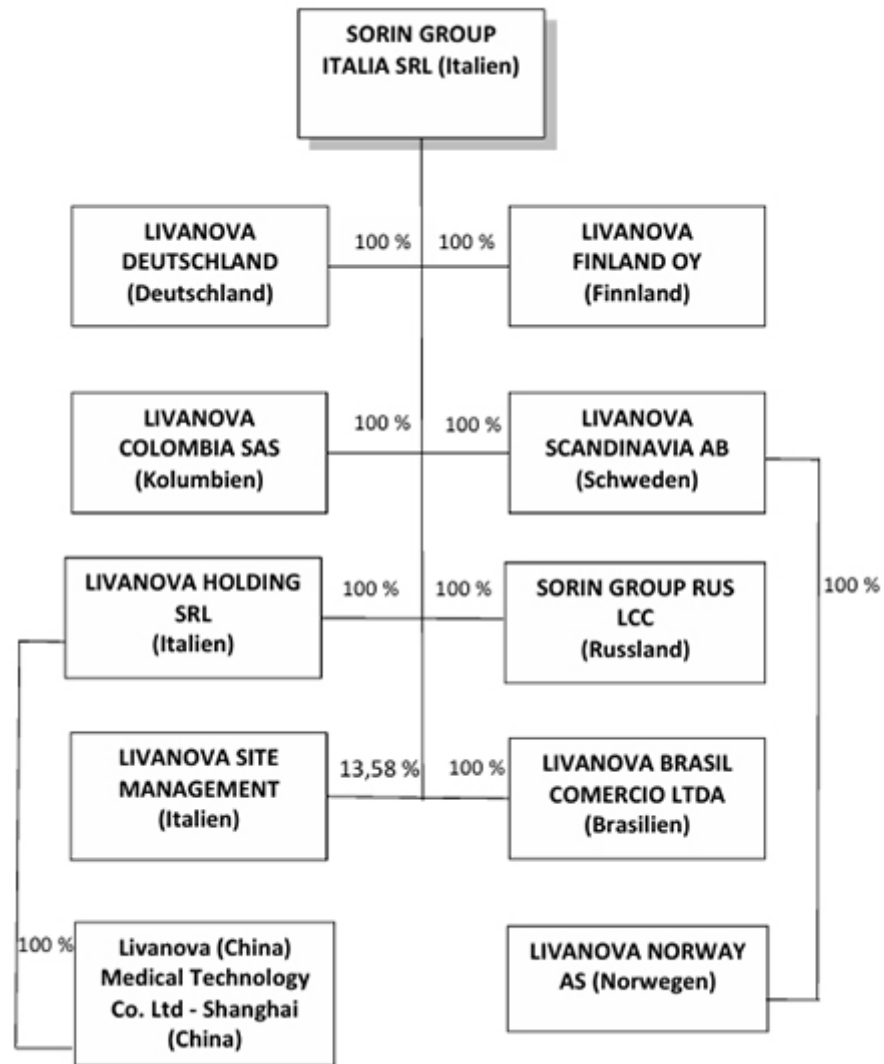 SORIN GROUP
ITALIA SRL (Italien)
LIVANOVA
DEUTSCHLAND
(Deutschland)
100 %
100 %
LIVANOVA
FINLAND OY
(Finnland)
LIVANOVA
COLOMBIA SAS
(Kolumbien)
100 %
100 %
LIVANOVA
SCANDINAVIA AB
(Schweden)
LIVANOVA HOLDING
SRL
(Italien)
100 %
100 %
SORIN GROUP RUS
LCC
(Russland)
100 %
LIVANOVA SITE
MANAGEMENT
(Italien)
13,58 %
100 %
LIVANOVA BRASIL
COMERCIO LTDA
(Brasilien)
100 %
Livanova (China)
Medical Technology
Co. Ltd - Shanghai
(China)
LIVANOVA NORWAY
AS (Norwegen)